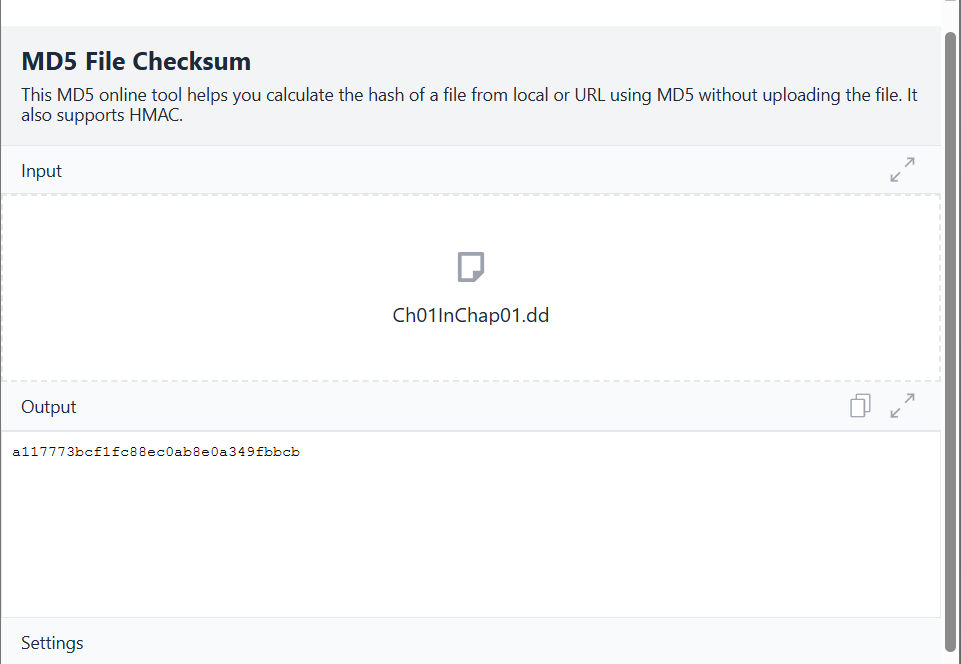 MD5 File Checksum
This MD5 online tool helps you calculate the hash of a file from local or URL using MD5 without uploading the file. It
also supports HMAC.
Input
Ch01InChap01.dd
Output
a117773bcf1fc88ec0ab8e0a349fbbcb
Settings